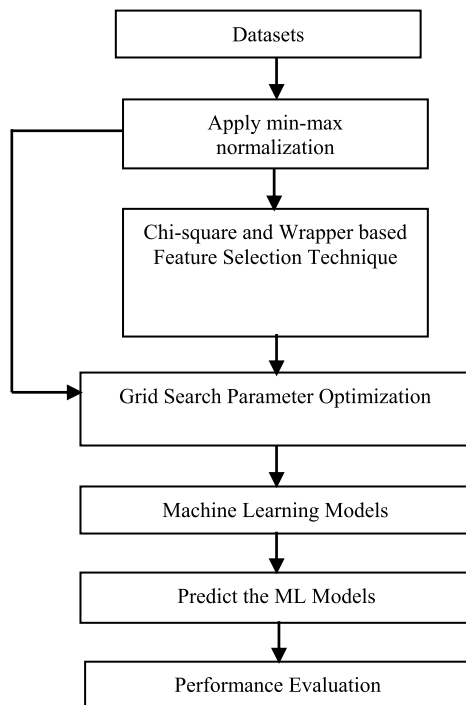 Datasets
Apply min-max
normalization
Chi-square and Wrapper based
Feature Selection Technique
Grid Search Parameter Optimization
Machine Learning Models
Predict the ML Models
Performance Evaluation